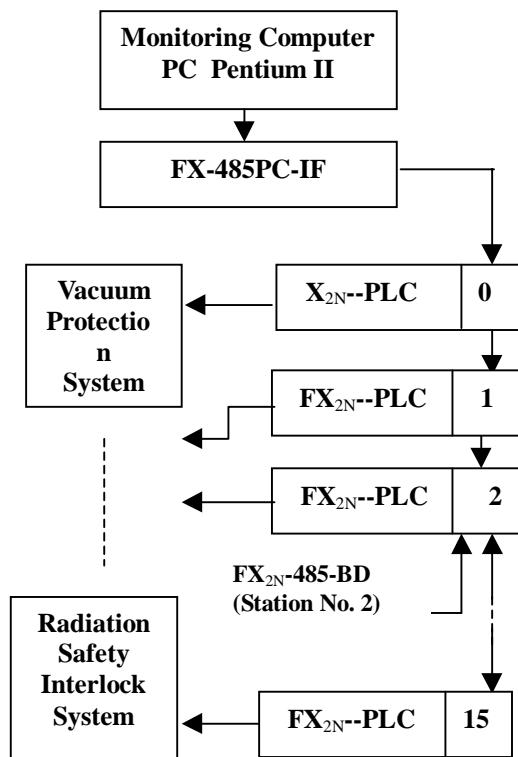 Monitoring Computer
PC Pentium II
FX-485PC-IF
Vacuum
Protectio
n
System
X2N--PLC 0
FX2N--PLC 1
FX2N--PLC 2
FX2N-485-BD
(Station No. 2)
Radiation
Safety
Interlock
System
FX2N--PLC 15